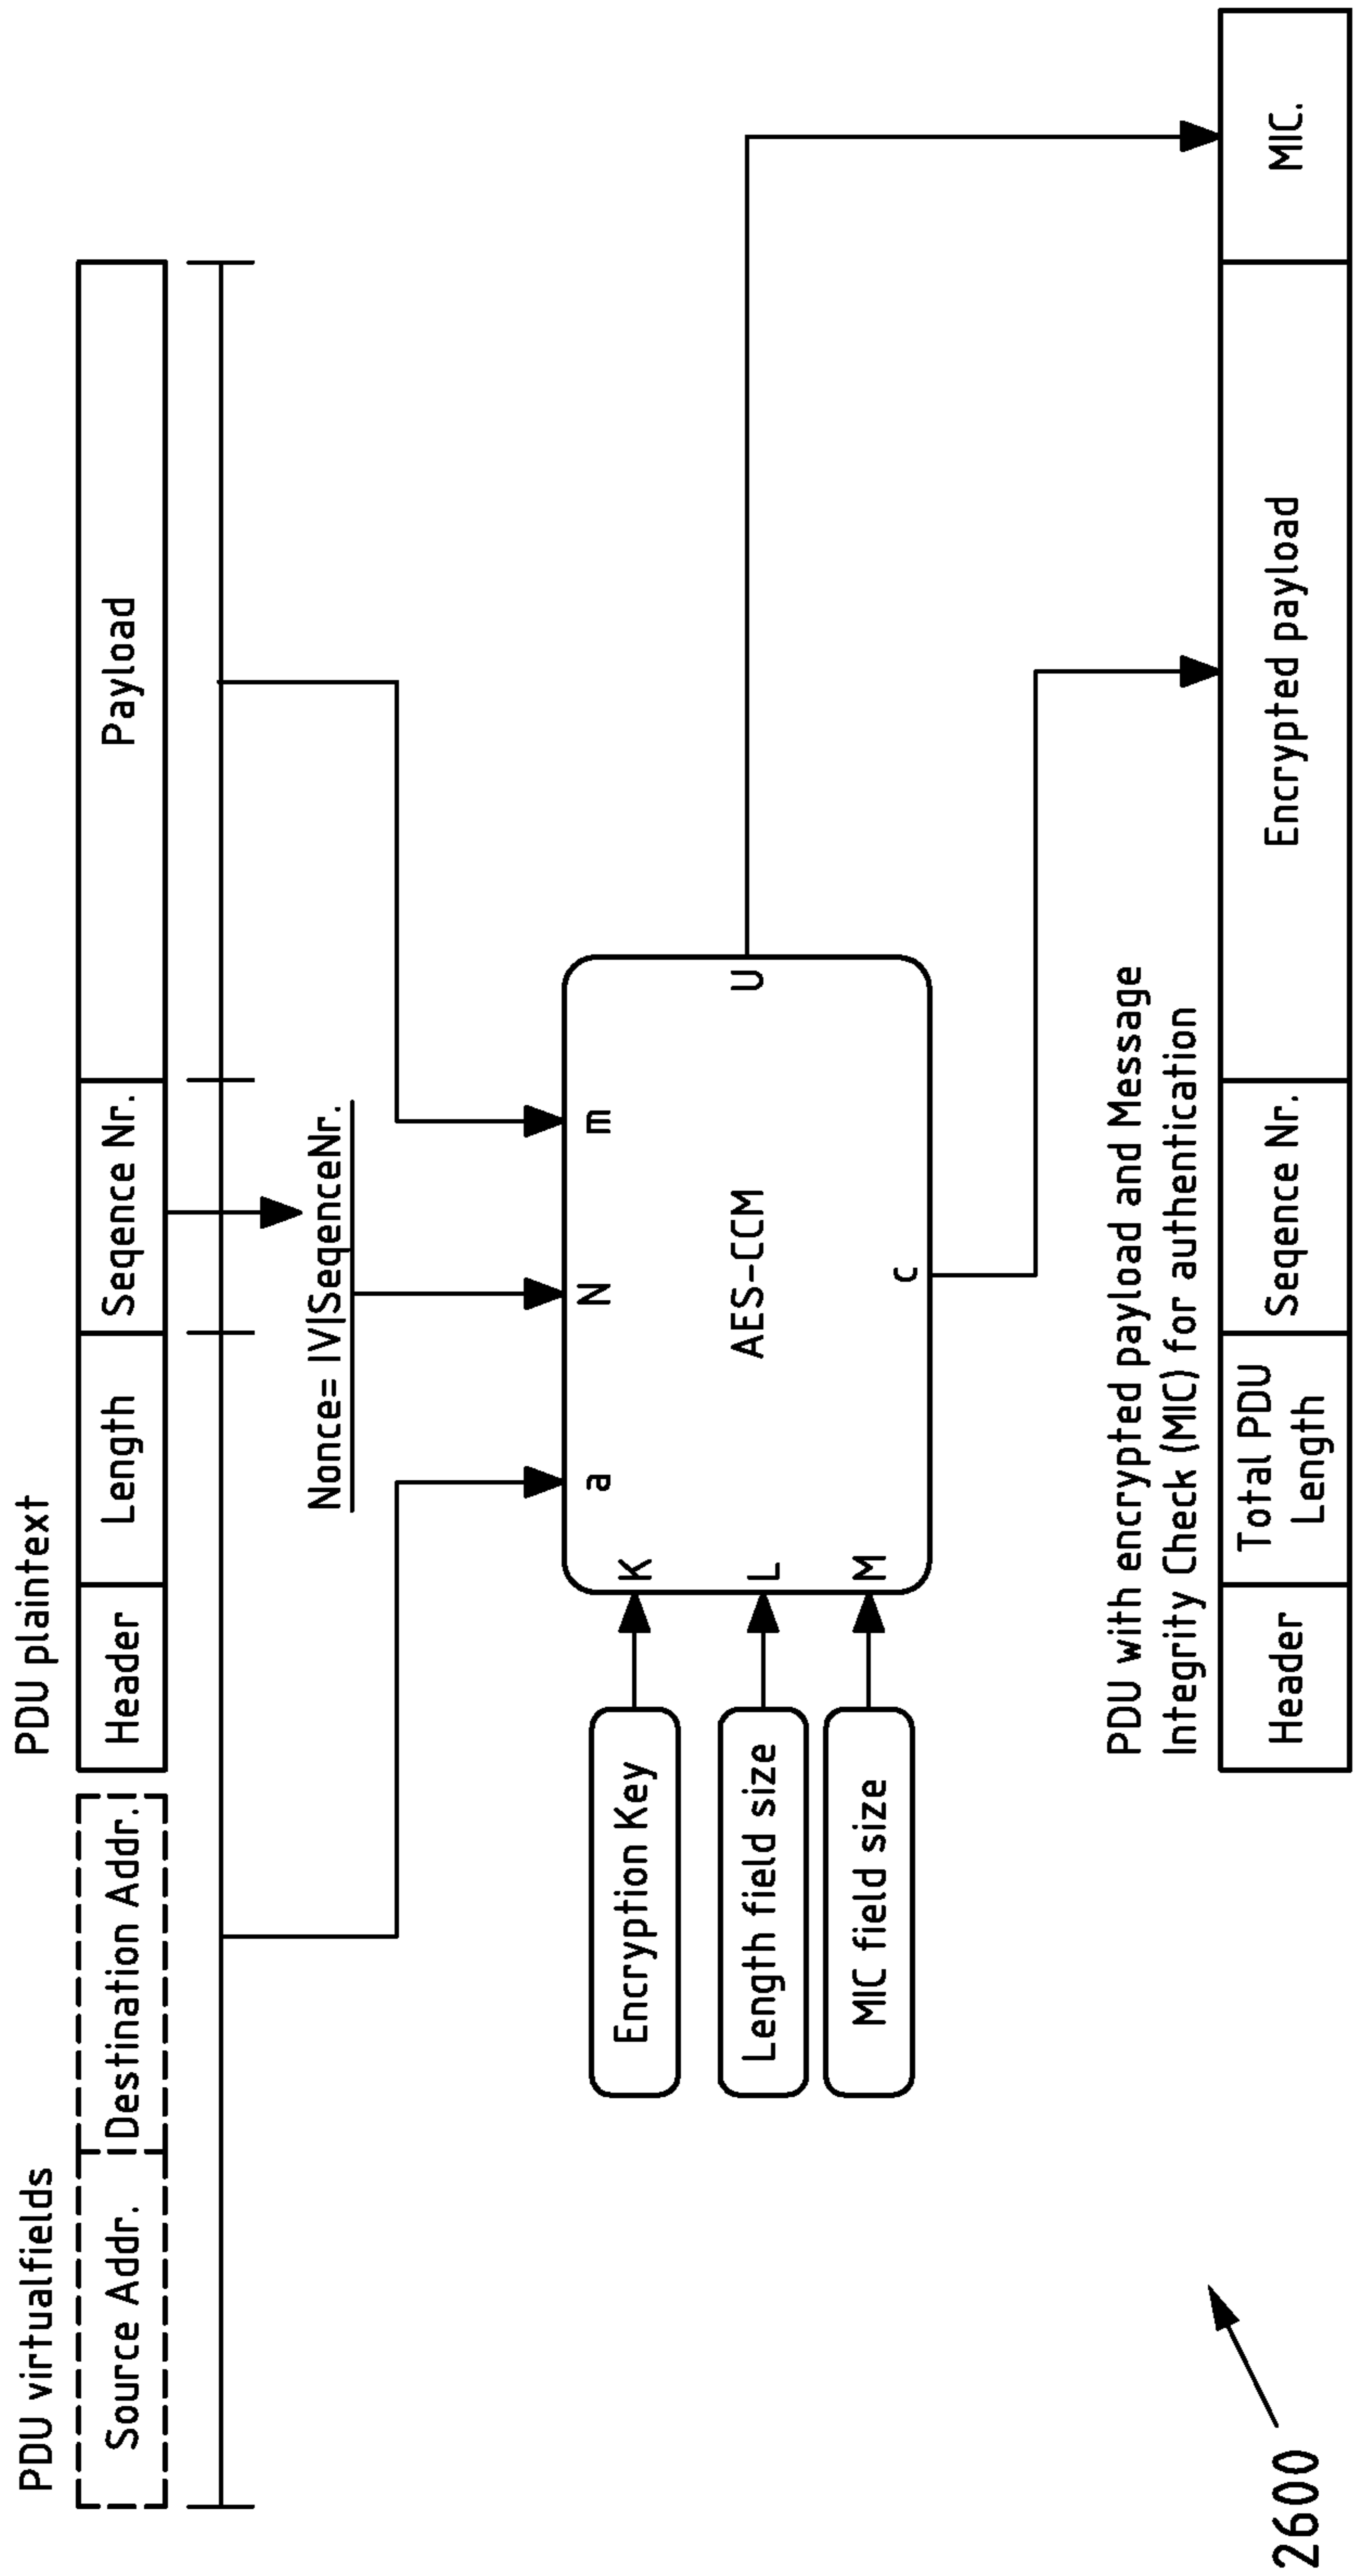 PDU virtualfields
PDU plaintext
Source Addr.
Destination Addr.
Header
Length
Seqence Nr.
Payload
Nonce= IV|SeqenceNr.
a
N
m
Encryption Key
K
Length field size
L
AES-CCM
U
MIC field size
M
c
PDU with encrypted payload and Message
Integrity Check (MIC) for authentication
Header
Total PDU
Length
Seqence Nr.
Encrypted payload
MIC.
2600